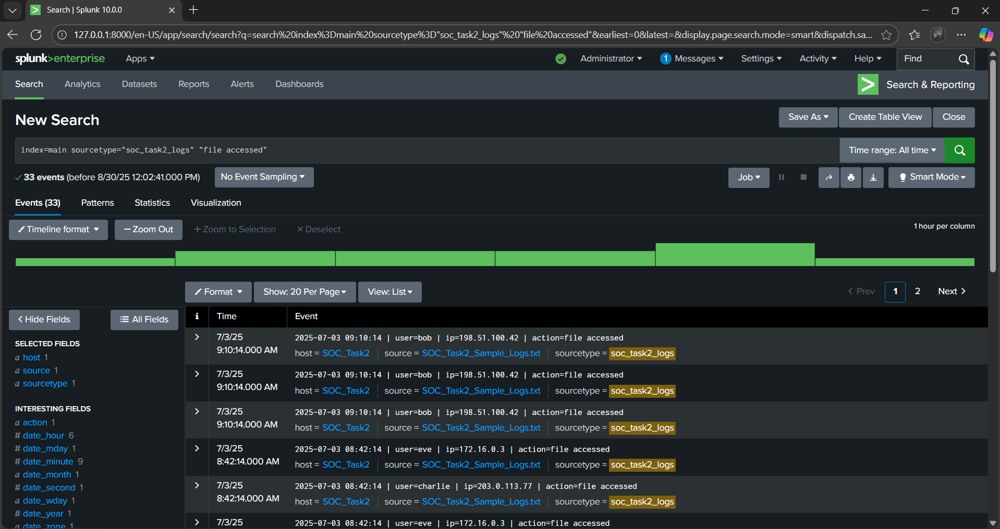 Search | Splunk 10.0.0
127.0.0.1:8000/en-US/app/search/search?q=search%20index%3Dmain%20sourcetype%3D"soc_task2_logs"%20"file%20accessed"&earliest=0&latest=&display.page.search.mode=smart&dispatch.sa...
splunk>enterprise Apps Administrator 1 Messages Settings Activity Help Find
Search Analytics Datasets Reports Alerts Dashboards Search & Reporting
New Search Save As Create Table View Close
index=main sourcetype="soc_task2_logs" "file accessed" Time range: All time
33 events (before 8/30/25 12:02:41.000 PM) No Event Sampling Job Smart Mode
Events (33) Patterns Statistics Visualization
Timeline format — Zoom Out + Zoom to Selection × Deselect 1 hour per column
Format Show: 20 Per Page View: List < Prev 1 2 Next >
< Hide Fields All Fields
i Time Event
SELECTED FIELDS
a host 1
a source 1
a sourcetype 1
INTERESTING FIELDS
a action 1
# date_hour 6
# date_mday 1
# date_minute 9
a date_month 1
# date_second 1
a date_wday 1
# date_year 1
a date_zone 1
> 7/3/25 2025-07-03 09:10:14 | user=bob | ip=198.51.100.42 | action=file accessed
9:10:14.000 AM host = SOC_Task2 source = SOC_Task2_Sample_Logs.txt sourcetype = soc_task2_logs
> 7/3/25 2025-07-03 09:10:14 | user=bob | ip=198.51.100.42 | action=file accessed
9:10:14.000 AM host = SOC_Task2 source = SOC_Task2_Sample_Logs.txt sourcetype = soc_task2_logs
> 7/3/25 2025-07-03 09:10:14 | user=bob | ip=198.51.100.42 | action=file accessed
9:10:14.000 AM host = SOC_Task2 source = SOC_Task2_Sample_Logs.txt sourcetype = soc_task2_logs
> 7/3/25 2025-07-03 08:42:14 | user=eve | ip=172.16.0.3 | action=file accessed
8:42:14.000 AM host = SOC_Task2 source = SOC_Task2_Sample_Logs.txt sourcetype = soc_task2_logs
> 7/3/25 2025-07-03 08:42:14 | user=charlie | ip=203.0.113.77 | action=file accessed
8:42:14.000 AM host = SOC_Task2 source = SOC_Task2_Sample_Logs.txt sourcetype = soc_task2_logs
> 7/3/25 2025-07-03 08:42:14 | user=eve | ip=172.16.0.3 | action=file accessed